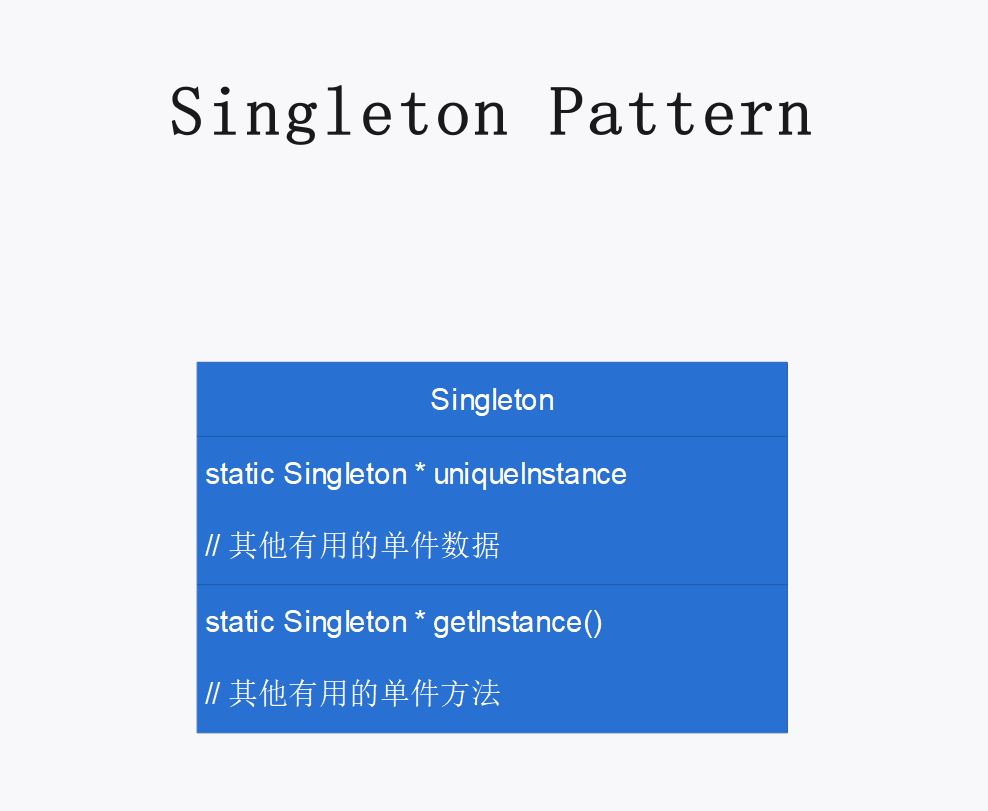 Singleton Pattern
Singleton
static Singleton * uniqueInstance
// 其他有用的单件数据
static Singleton * getInstance()
// 其他有用的单件方法